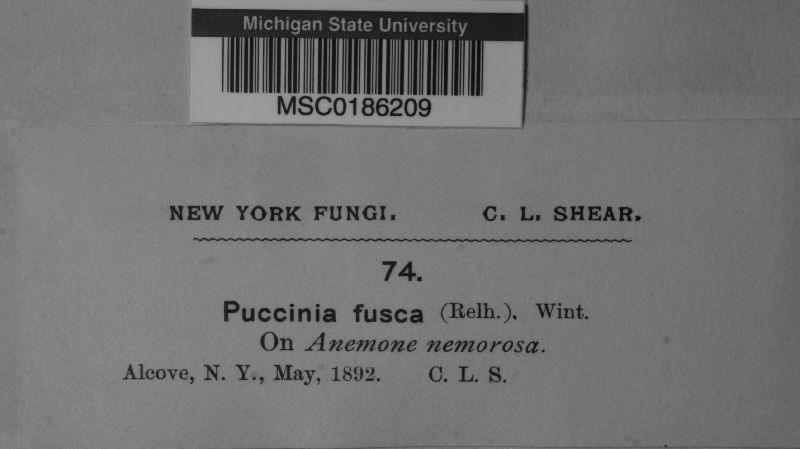 Michigan State University
MSC0186209
NEW YORK FUNGI. C. L. SHEAR.
74.
Puccinia fusca (Relh.), Wint.
On Anemone nemorosa.
Alcove, N. Y., May, 1892. C. L. S.